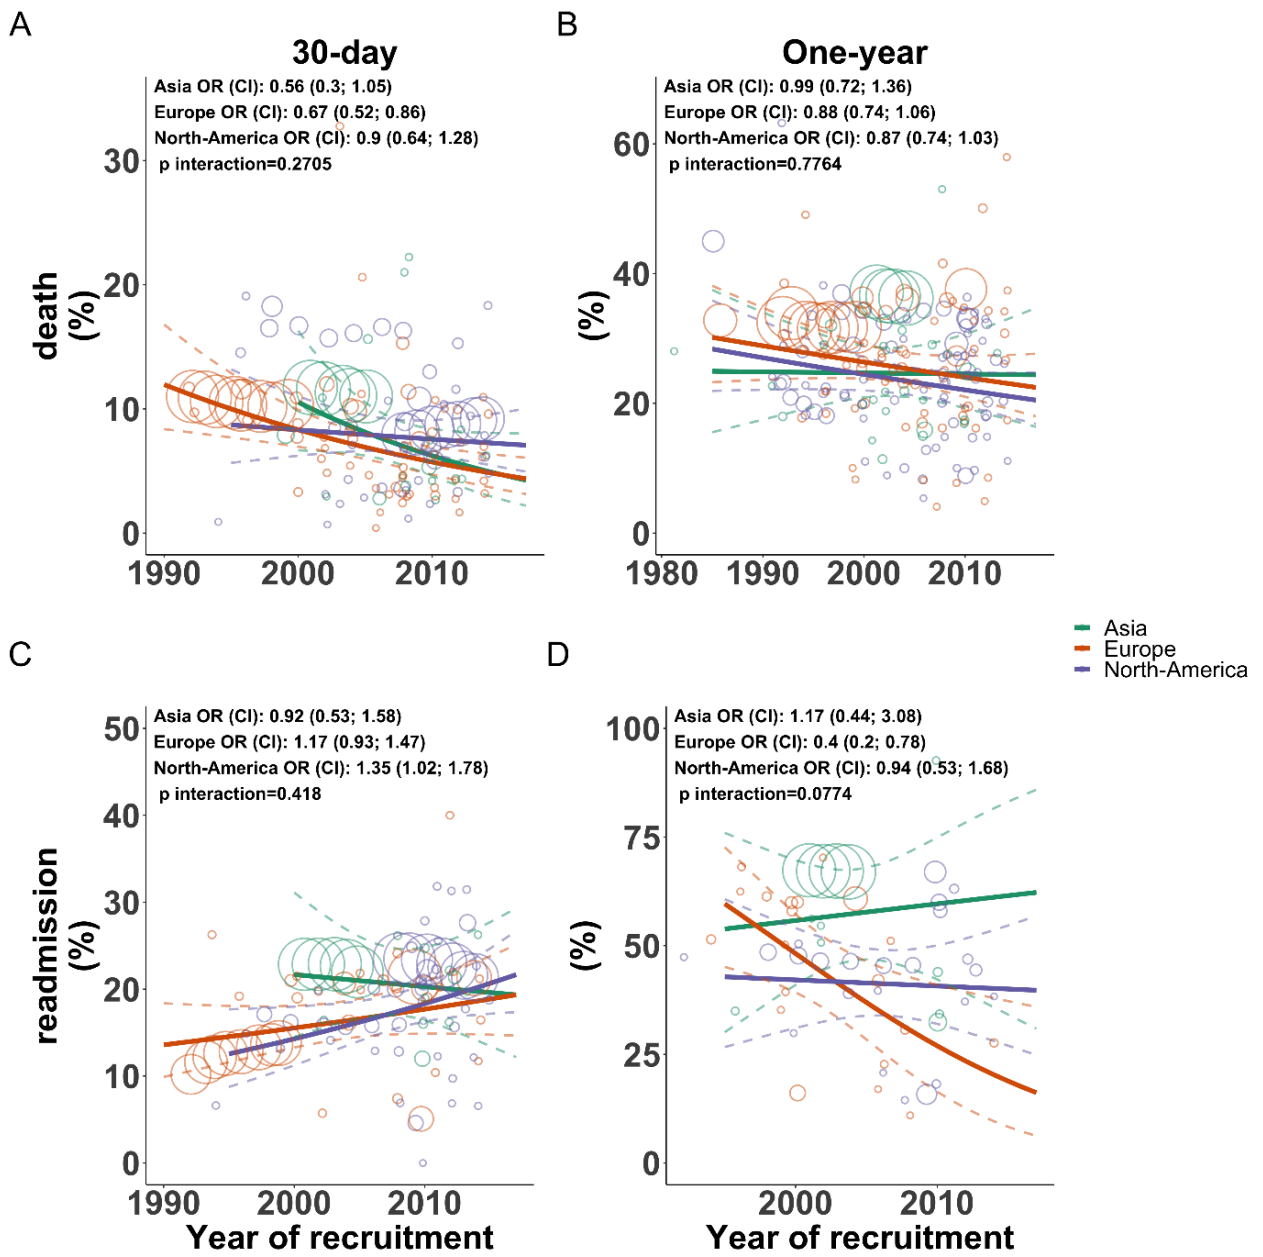 A
B
30-day
One-year
Asia OR (CI): 0.56 (0.3; 1.05)
Europe OR (CI): 0.67 (0.52; 0.86)
North-America OR (CI): 0.9 (0.64; 1.28)
p interaction=0.2705
Asia OR (CI): 0.99 (0.72; 1.36)
Europe OR (CI): 0.88 (0.74; 1.06)
North-America OR (CI): 0.87 (0.74; 1.03)
p interaction=0.7764
death
(%)
30
20
10
0
1990 2000 2010
(%)
60
40
20
0
1980 1990 2000 2010
Asia
Europe
North-America
C
D
Asia OR (CI): 0.92 (0.53; 1.58)
Europe OR (CI): 1.17 (0.93; 1.47)
North-America OR (CI): 1.35 (1.02; 1.78)
p interaction=0.418
Asia OR (CI): 1.17 (0.44; 3.08)
Europe OR (CI): 0.4 (0.2; 0.78)
North-America OR (CI): 0.94 (0.53; 1.68)
p interaction=0.0774
readmission
(%)
50
40
30
20
10
0
1990 2000 2010
Year of recruitment
(%)
100
75
50
25
0
2000 2010
Year of recruitment